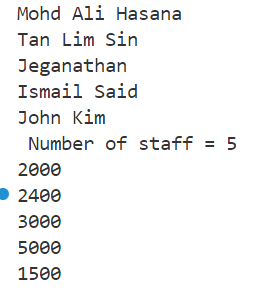 Mohd Ali Hasana
Tan Lim Sin
Jeganathan
Ismail Said
John Kim
Number of staff = 5
2000
2400
3000
5000
1500